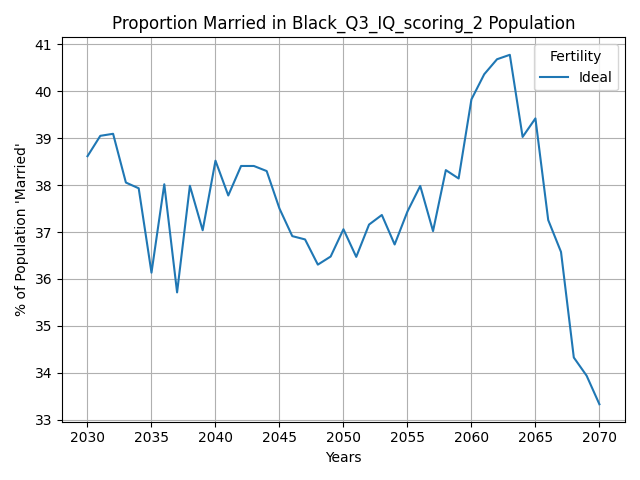 Proportion Married in Black_Q3_IQ_scoring_2 Population
Fertility
Ideal
% of Population 'Married'
41
40
39
38
37
36
35
34
33
2030 2035 2040 2045 2050 2055 2060 2065 2070
Years